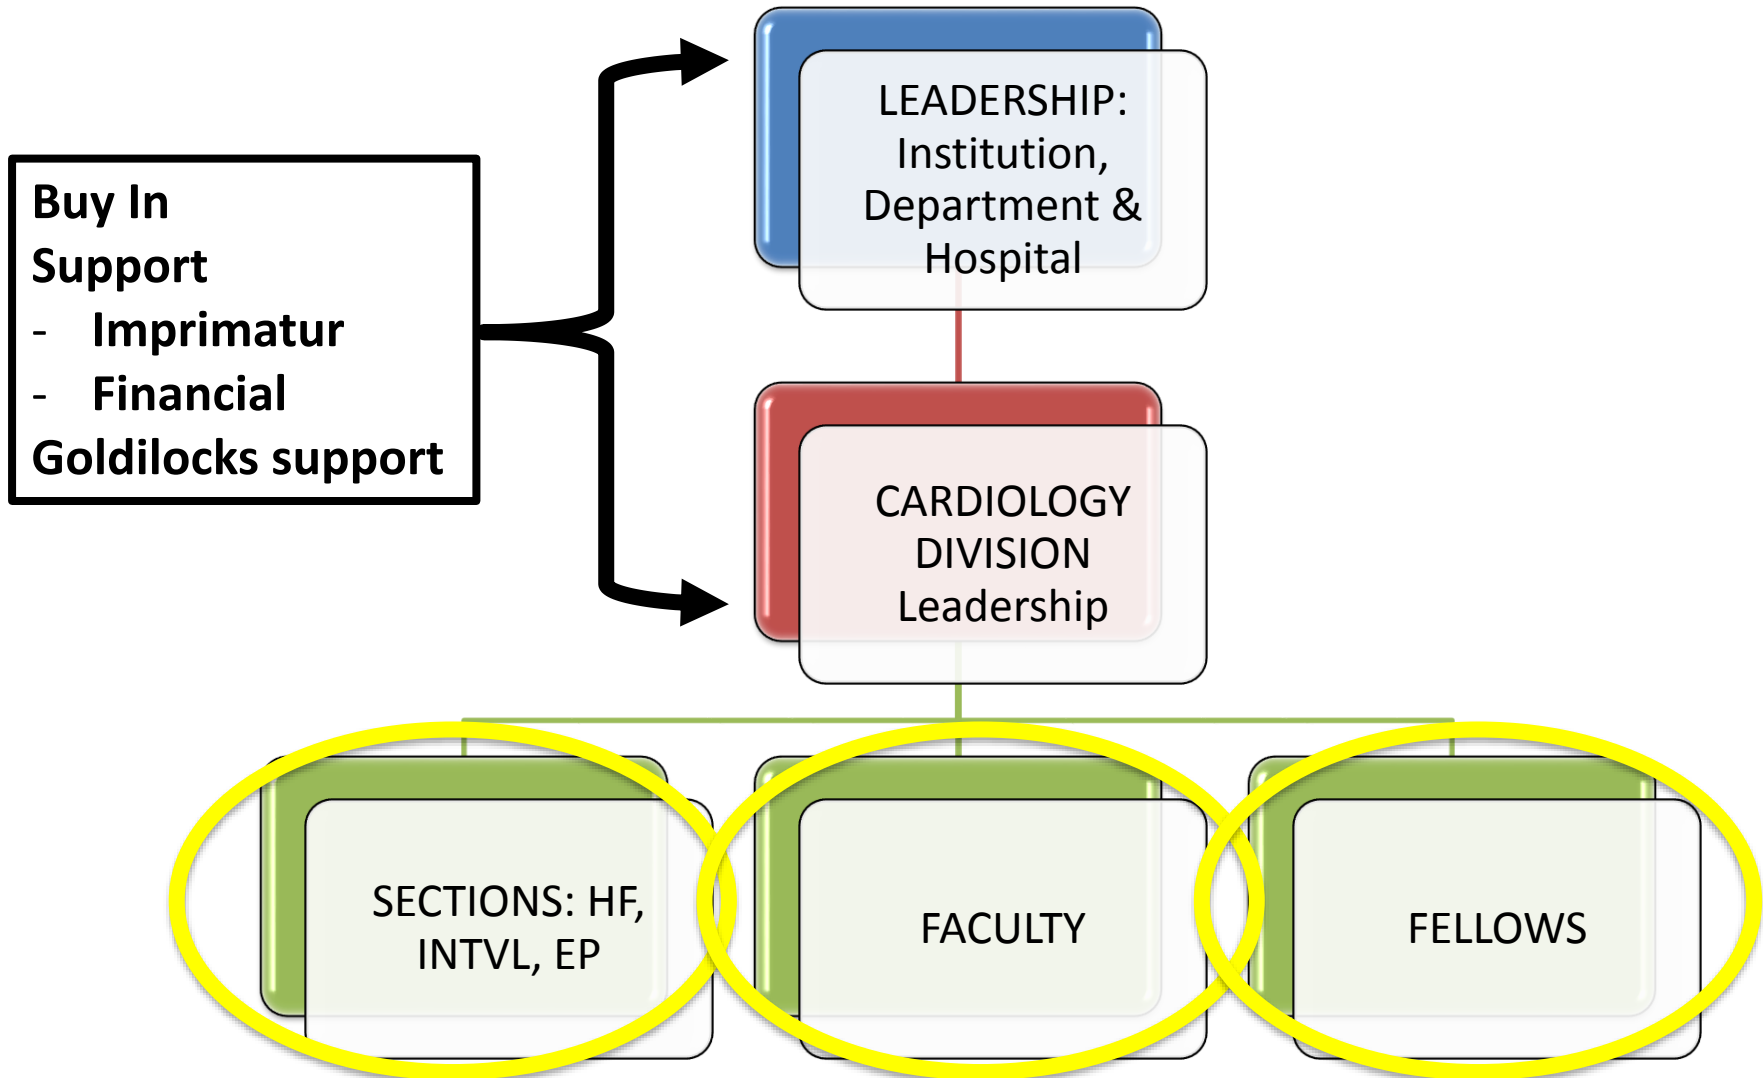 Buy In
Support
- Imprimatur
- Financial
Goldilocks support
LEADERSHIP:
Institution,
Department &
Hospital
CARDIOLOGY
DIVISION
Leadership
SECTIONS: HF,
INTVL, EP
FACULTY
FELLOWS